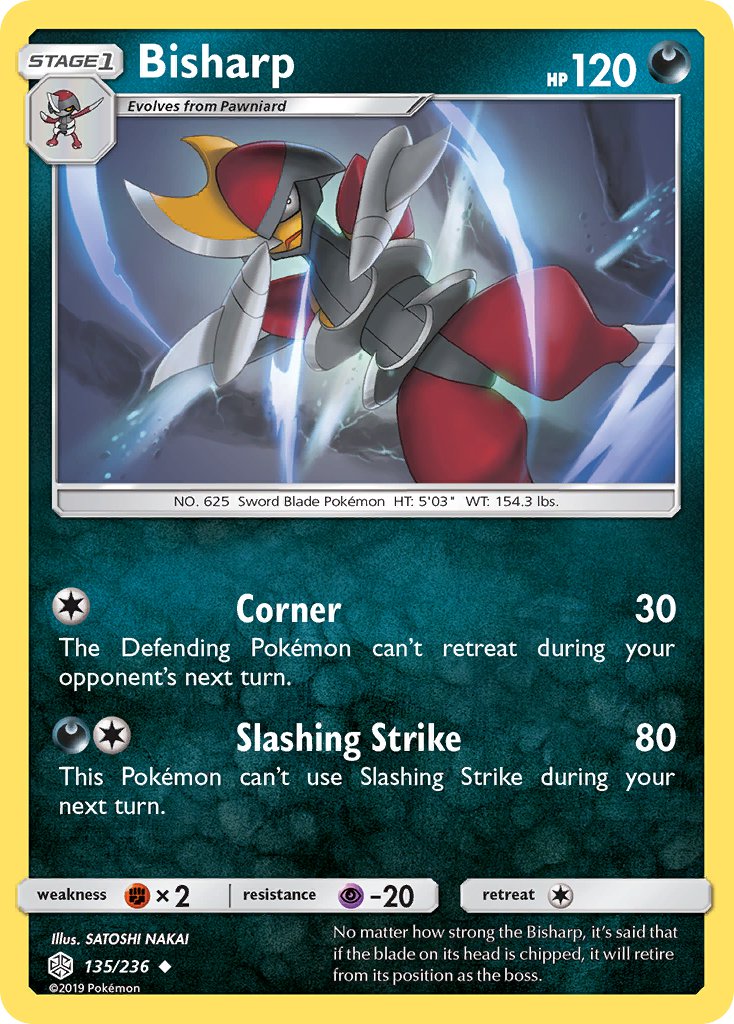 STAGE1
Bisharp
HP 120
Evolves from Pawniard
NO. 625 Sword Blade Pokémon HT: 5'03" WT: 154.3 lbs.
Corner 30
The Defending Pokémon can't retreat during your
opponent's next turn.
Slashing Strike 80
This Pokémon can't use Slashing Strike during your
next turn.
weakness ×2 resistance -20 retreat
Illus. SATOSHI NAKAI
135/236
©2019 Pokémon
No matter how strong the Bisharp, it's said that
if the blade on its head is chipped, it will retire
from its position as the boss.